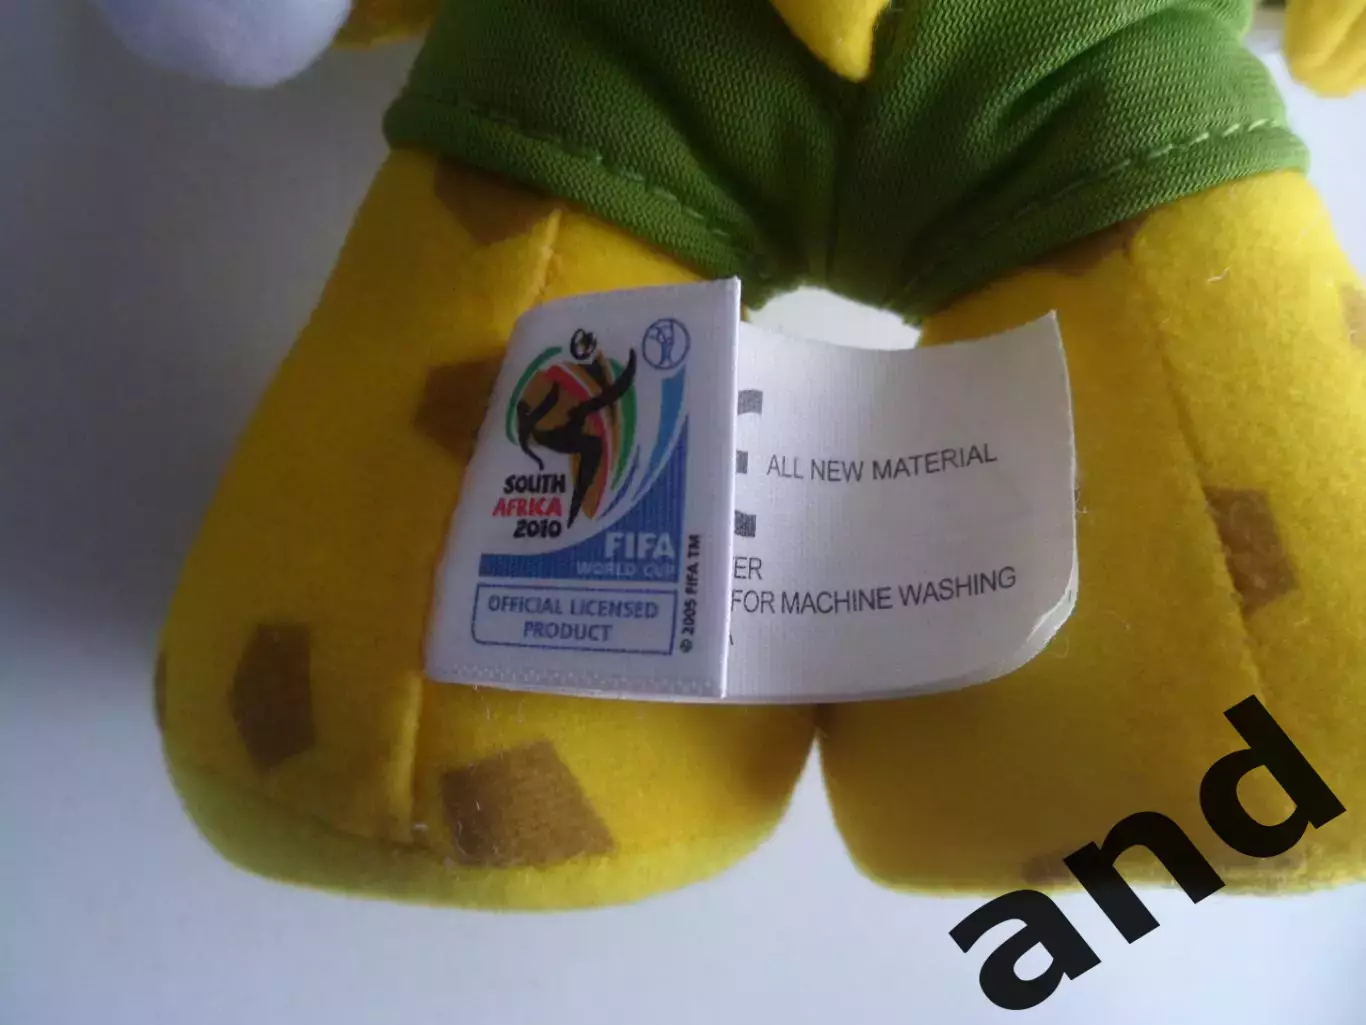 SOUTH
AFRICA
2010
FIFA
WORLD CUP
OFFICIAL LICENSED
PRODUCT
© 2005 FIFA TM
ALL NEW MATERIAL
ER
FOR MACHINE WASHING
and